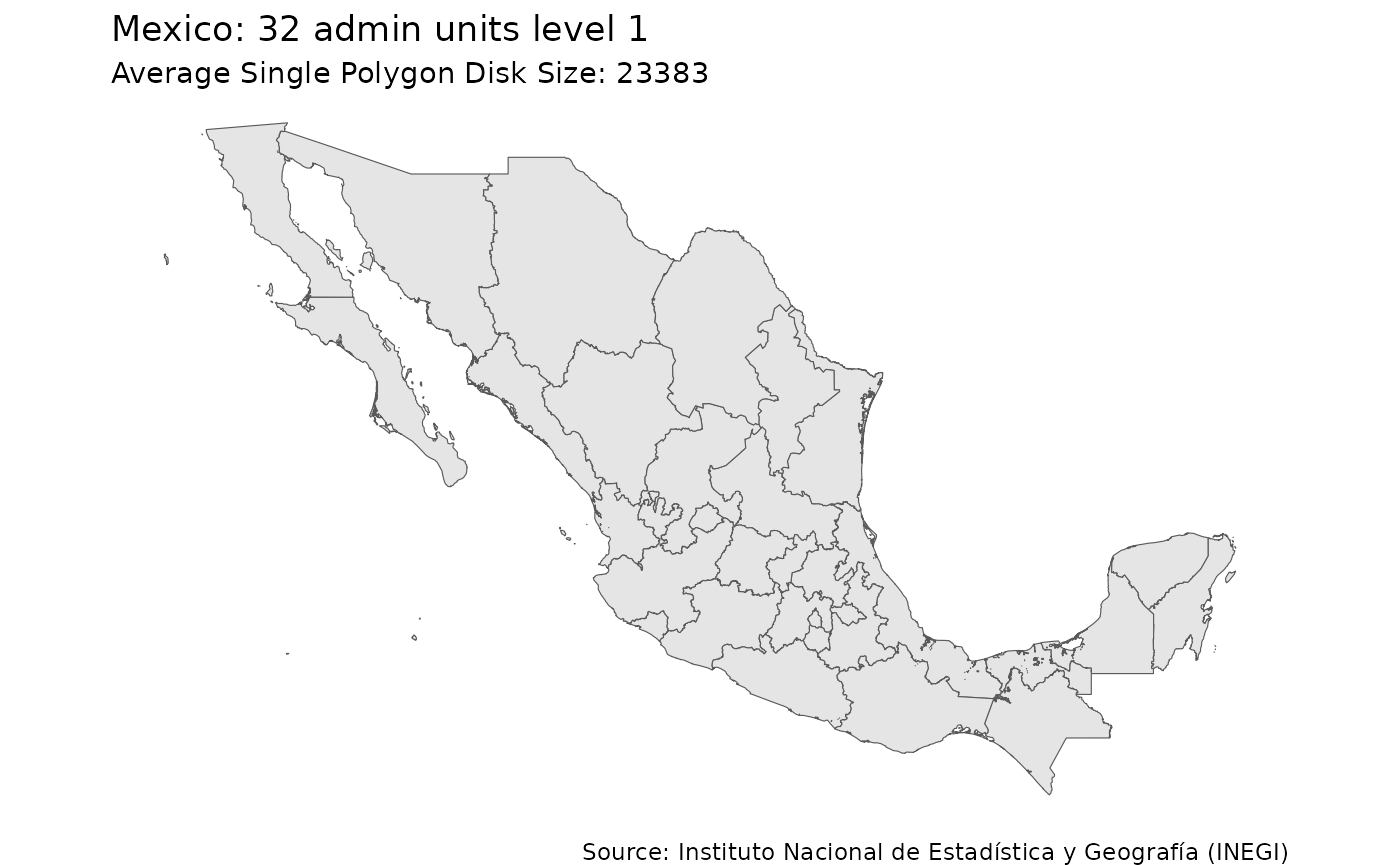 Mexico: 32 admin units level 1
Average Single Polygon Disk Size: 23383
Source: Instituto Nacional de Estadística y Geografía (INEGI)